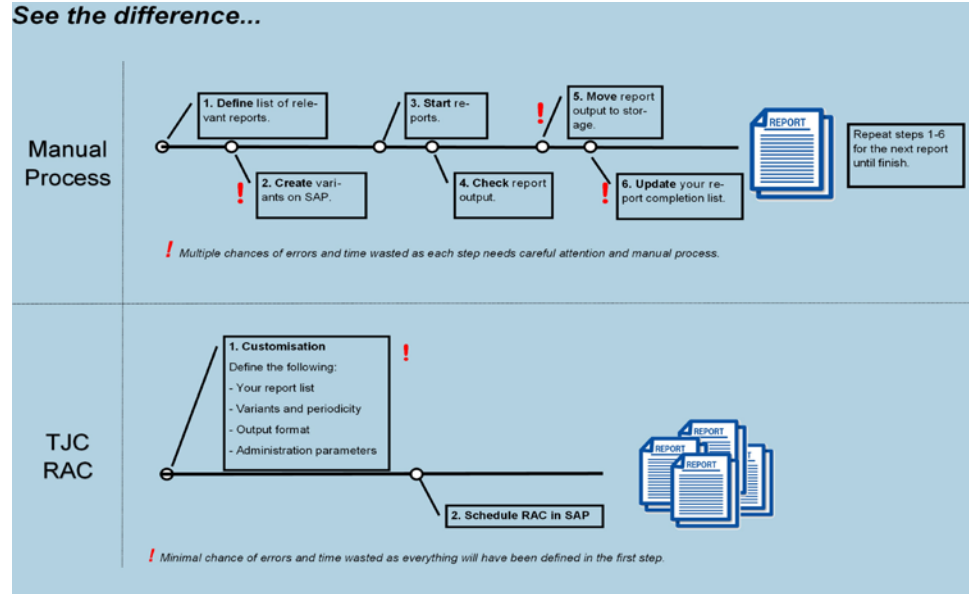 See the difference...
Manual
Process
1. Define list of rele-
vant reports.
2. Create vari-
ants on SAP.
3. Start re-
ports.
4. Check report
output.
5. Move report
output to stor-
age.
6. Update your re-
port completion list.
!
!
!
REPORT
Repeat steps 1-6
for the next report
until finish.
! Multiple chances of errors and time wasted as each step needs careful attention and manual process.
TJC
RAC
1. Customisation
Define the following:
- Your report list
- Variants and periodicity
- Output format
- Administration parameters
!
2. Schedule RAC in SAP
REPORT
REPORT
REPORT
! Minimal chance of errors and time wasted as everything will have been defined in the first step.